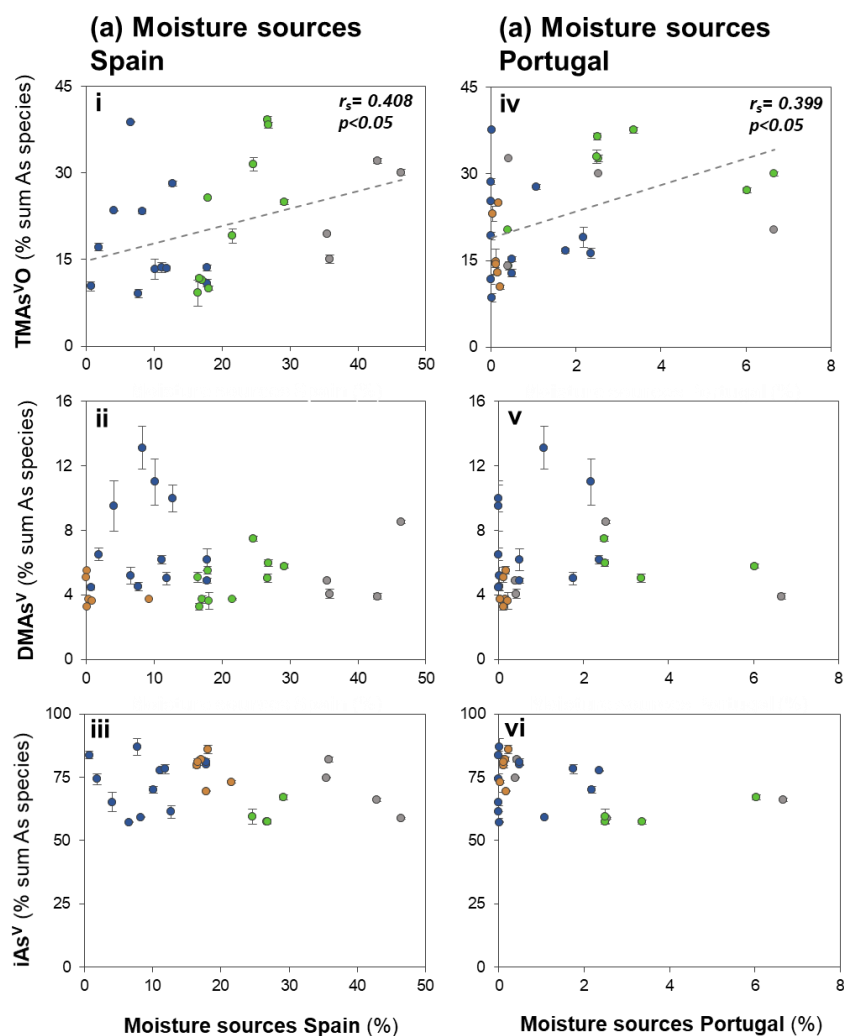 (a) Moisture sources
Spain
(a) Moisture sources
Portugal
TMAsⱽO (% sum As species)
45
30
15
0
i
rₛ= 0.408
p<0.05
0 10 20 30 40 50
45
30
15
0
iv
rₛ= 0.399
p<0.05
0 2 4 6 8
DMAsⱽ (% sum As species)
16
12
8
4
0
ii
0 10 20 30 40 50
16
12
8
4
0
v
0 2 4 6 8
iAsⱽ (% sum As species)
100
75
50
25
0
iii
0 10 20 30 40 50
Moisture sources Spain (%)
100
75
50
25
0
vi
0 2 4 6 8
Moisture sources Portugal (%)